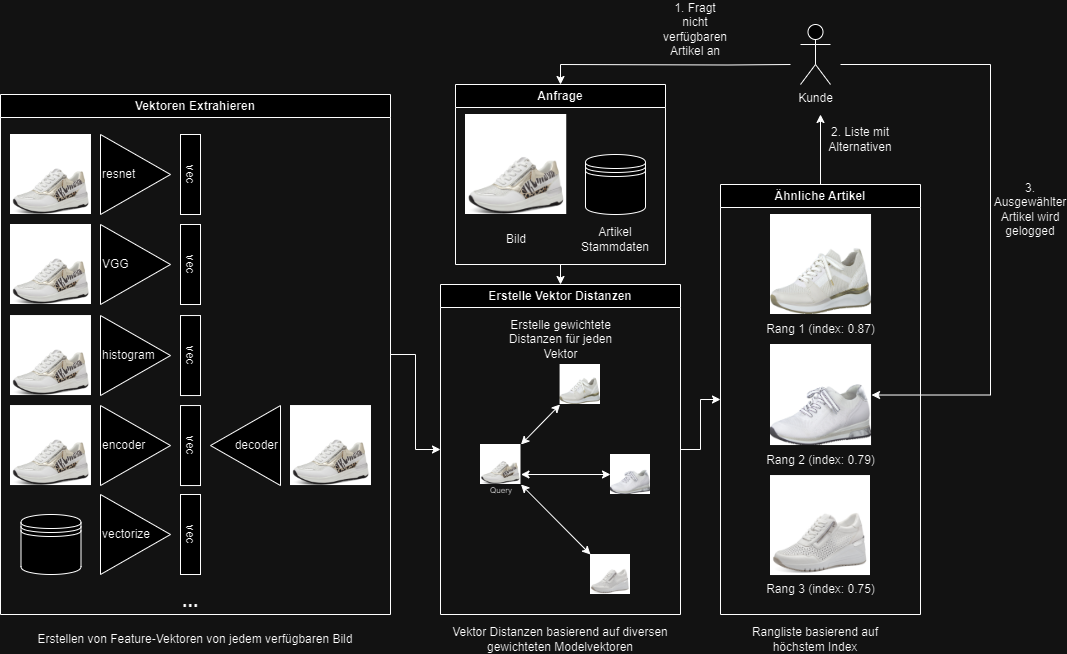 1. Fragt
nicht
verfügbaren
Artikel an
Kunde
2. Liste mit
Alternativen
3.
Ausgewählter
Artikel wird
gelogged
Vektoren Extrahieren
resnet
vec
VGG
vec
histogram
vec
encoder
vec
decoder
vectorize
vec
...
Erstellen von Feature-Vektoren von jedem verfügbaren Bild
Anfrage
Bild
Artikel
Stammdaten
Erstelle Vektor Distanzen
Erstelle gewichtete
Distanzen für jeden
Vektor
Query
Vektor Distanzen basierend auf diversen
gewichteten Modelvektoren
Ähnliche Artikel
Rang 1 (index: 0.87)
Rang 2 (index: 0.79)
Rang 3 (index: 0.75)
Rangliste basierend auf
höchstem Index